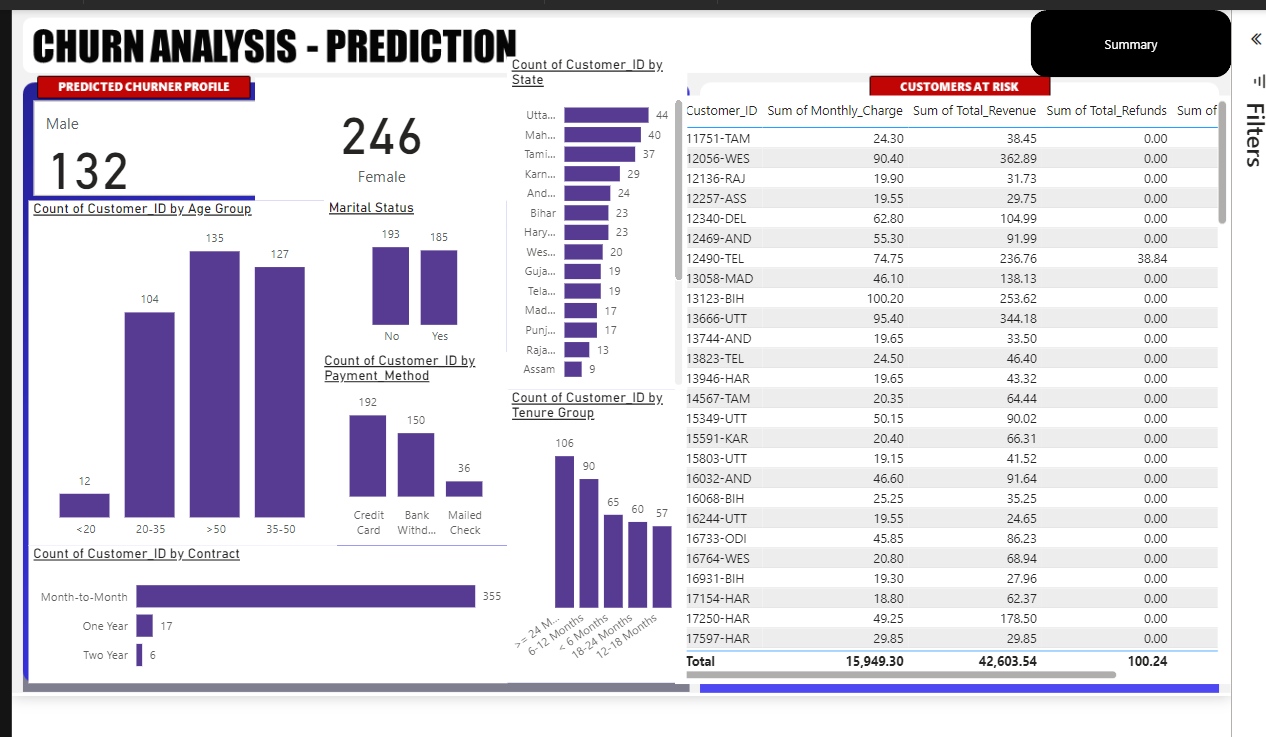 CHURN ANALYSIS - PREDICTION
Summary
Filters
PREDICTED CHURNER PROFILE
Male
132
246
Female
Count of Customer_ID by Age Group
135
127
104
12
<20 20-35 >50 35-50
Marital Status
193 185
No Yes
Count of Customer_ID by
Payment_Method
192
150
36
Credit Bank Mailed
Card Withd... Check
Count of Customer_ID by Contract
Month-to-Month 355
One Year 17
Two Year 6
Count of Customer_ID by
State
Utta... 44
Mah... 40
Tami... 37
Karn... 29
And... 24
Bihar 23
Hary... 23
Wes... 20
Guja... 19
Tela... 19
Mad... 17
Punj... 17
Raja... 13
Assam 9
Count of Customer_ID by
Tenure Group
106
90
65
60
57
>= 24 M...
6-12 Months
< 6 Months
18-24 Months
12-18 Months
CUSTOMERS AT RISK
Customer_ID Sum of Monthly_Charge Sum of Total_Revenue Sum of Total_Refunds Sum of
11751-TAM 24.30 38.45 0.00
12056-WES 90.40 362.89 0.00
12136-RAJ 19.90 31.73 0.00
12257-ASS 19.55 29.75 0.00
12340-DEL 62.80 104.99 0.00
12469-AND 55.30 91.99 0.00
12490-TEL 74.75 236.76 38.84
13058-MAD 46.10 138.13 0.00
13123-BIH 100.20 253.62 0.00
13666-UTT 95.40 344.18 0.00
13744-AND 19.65 33.50 0.00
13823-TEL 24.50 46.40 0.00
13946-HAR 19.65 43.32 0.00
14567-TAM 20.35 64.44 0.00
15349-UTT 50.15 90.02 0.00
15591-KAR 20.40 66.31 0.00
15803-UTT 19.15 41.52 0.00
16032-AND 46.60 91.64 0.00
16068-BIH 25.25 35.25 0.00
16244-UTT 19.55 24.65 0.00
16733-ODI 45.85 86.23 0.00
16764-WES 20.80 68.94 0.00
16931-BIH 19.30 27.96 0.00
17154-HAR 18.80 62.37 0.00
17250-HAR 49.25 178.50 0.00
17597-HAR 29.85 29.85 0.00
Total 15,949.30 42,603.54 100.24